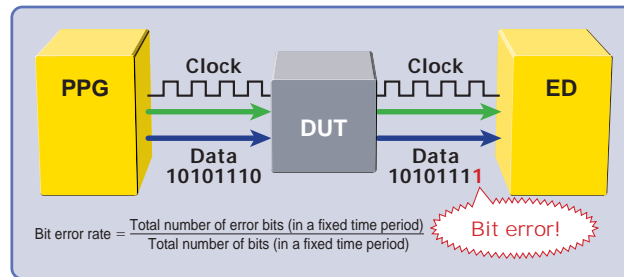 Clock
Clock
PPG
ED
DUT
Data
10101110
Data
10101111
Bit error!
Bit error rate = Total number of error bits (in a fixed time period)
Total number of bits (in a fixed time period)